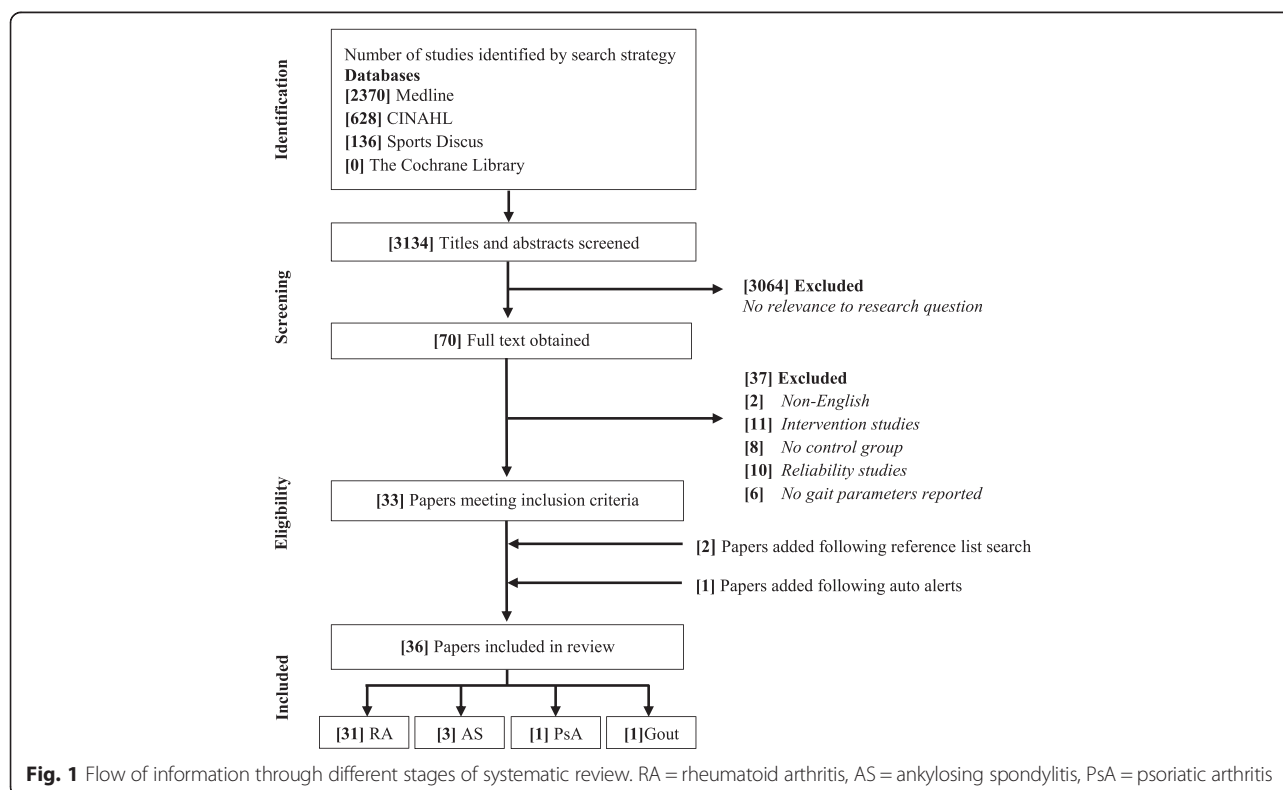 Identification
Number of studies identified by search strategy
Databases
[2370] Medline
[628] CINAHL
[136] Sports Discus
[0] The Cochrane Library
[3134] Titles and abstracts screened
Screening
[3064] Excluded
No relevance to research question
[70] Full text obtained
[37] Excluded
[2] Non-English
[11] Intervention studies
[8] No control group
[10] Reliability studies
[6] No gait parameters reported
Eligibility
[33] Papers meeting inclusion criteria
[2] Papers added following reference list search
[1] Papers added following auto alerts
Included
[36] Papers included in review
[31] RA
[3] AS
[1] PsA
[1]Gout
Fig. 1 Flow of information through different stages of systematic review. RA = rheumatoid arthritis, AS = ankylosing spondylitis, PsA = psoriatic arthritis